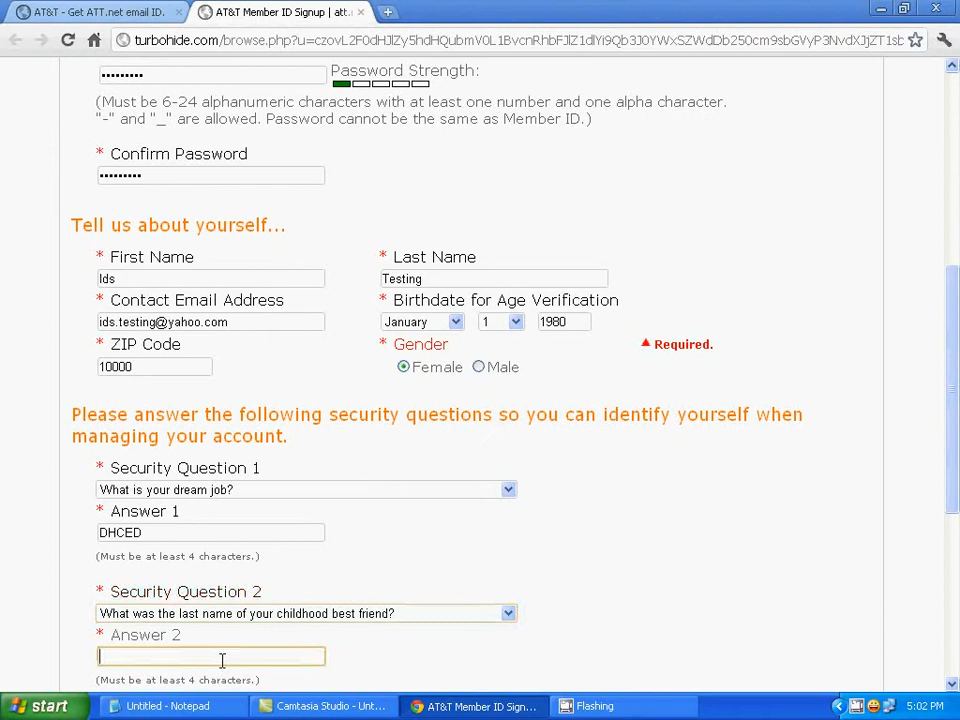 AT&T - Get ATT.net email ID.
AT&T Member ID Signup | att.
•••••••••
Password Strength:
(Must be 6-24 alphanumeric characters with at least one number and one alpha character.
"-" and "_" are allowed. Password cannot be the same as Member ID.)
* Confirm Password
•••••••••
Tell us about yourself...
* First Name
* Last Name
Ids
Testing
* Contact Email Address
* Birthdate for Age Verification
ids.testing@yahoo.com
January
1
1980
* ZIP Code
* Gender
Required.
10000
Female
Male
Please answer the following security questions so you can identify yourself when
managing your account.
* Security Question 1
What is your dream job?
* Answer 1
DHCED
(Must be at least 4 characters.)
* Security Question 2
What was the last name of your childhood best friend?
* Answer 2
(Must be at least 4 characters.)
start
Untitled - Notepad
Camtasia Studio - Unt...
AT&T Member ID Sign...
Flashing
5:02 PM